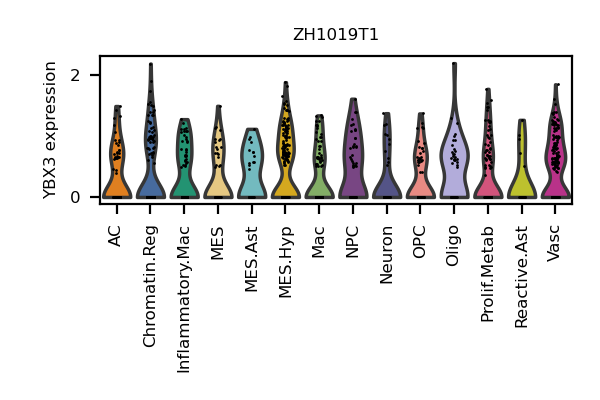 ZH1019T1
YBX3 expression
2
0
AC
Chromatin.Reg
Inflammatory.Mac
MES
MES.Ast
MES.Hyp
Mac
NPC
Neuron
OPC
Oligo
Prolif.Metab
Reactive.Ast
Vasc